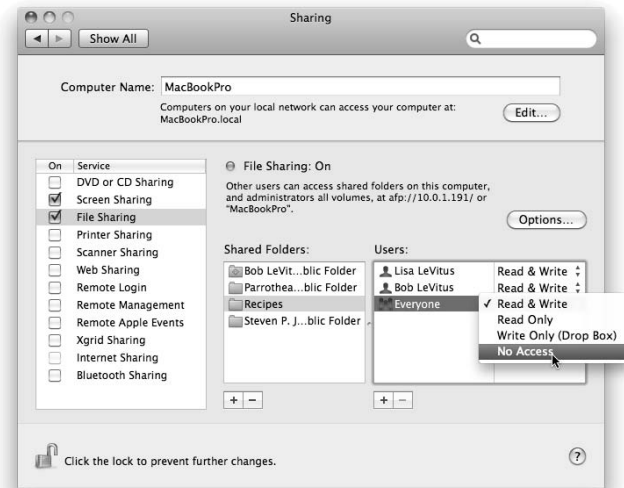 Sharing
Show All
Computer Name: MacBookPro
Computers on your local network can access your computer at:
MacBookPro.local
Edit...
On Service
DVD or CD Sharing
Screen Sharing
File Sharing
Printer Sharing
Scanner Sharing
Web Sharing
Remote Login
Remote Management
Remote Apple Events
Xgrid Sharing
Internet Sharing
Bluetooth Sharing
File Sharing: On
Other users can access shared folders on this computer,
and administrators all volumes, at afp://10.0.1.191/ or
“MacBookPro”.
Options...
Shared Folders:
Bob LeVit...blic Folder
Parrothea...blic Folder
Recipes
Steven P. J...blic Folder
+ −
Users:
Lisa LeVitus Read & Write
Bob LeVitus Read & Write
Everyone ✓ Read & Write
Read Only
Write Only (Drop Box)
No Access
+ −
Click the lock to prevent further changes.
?